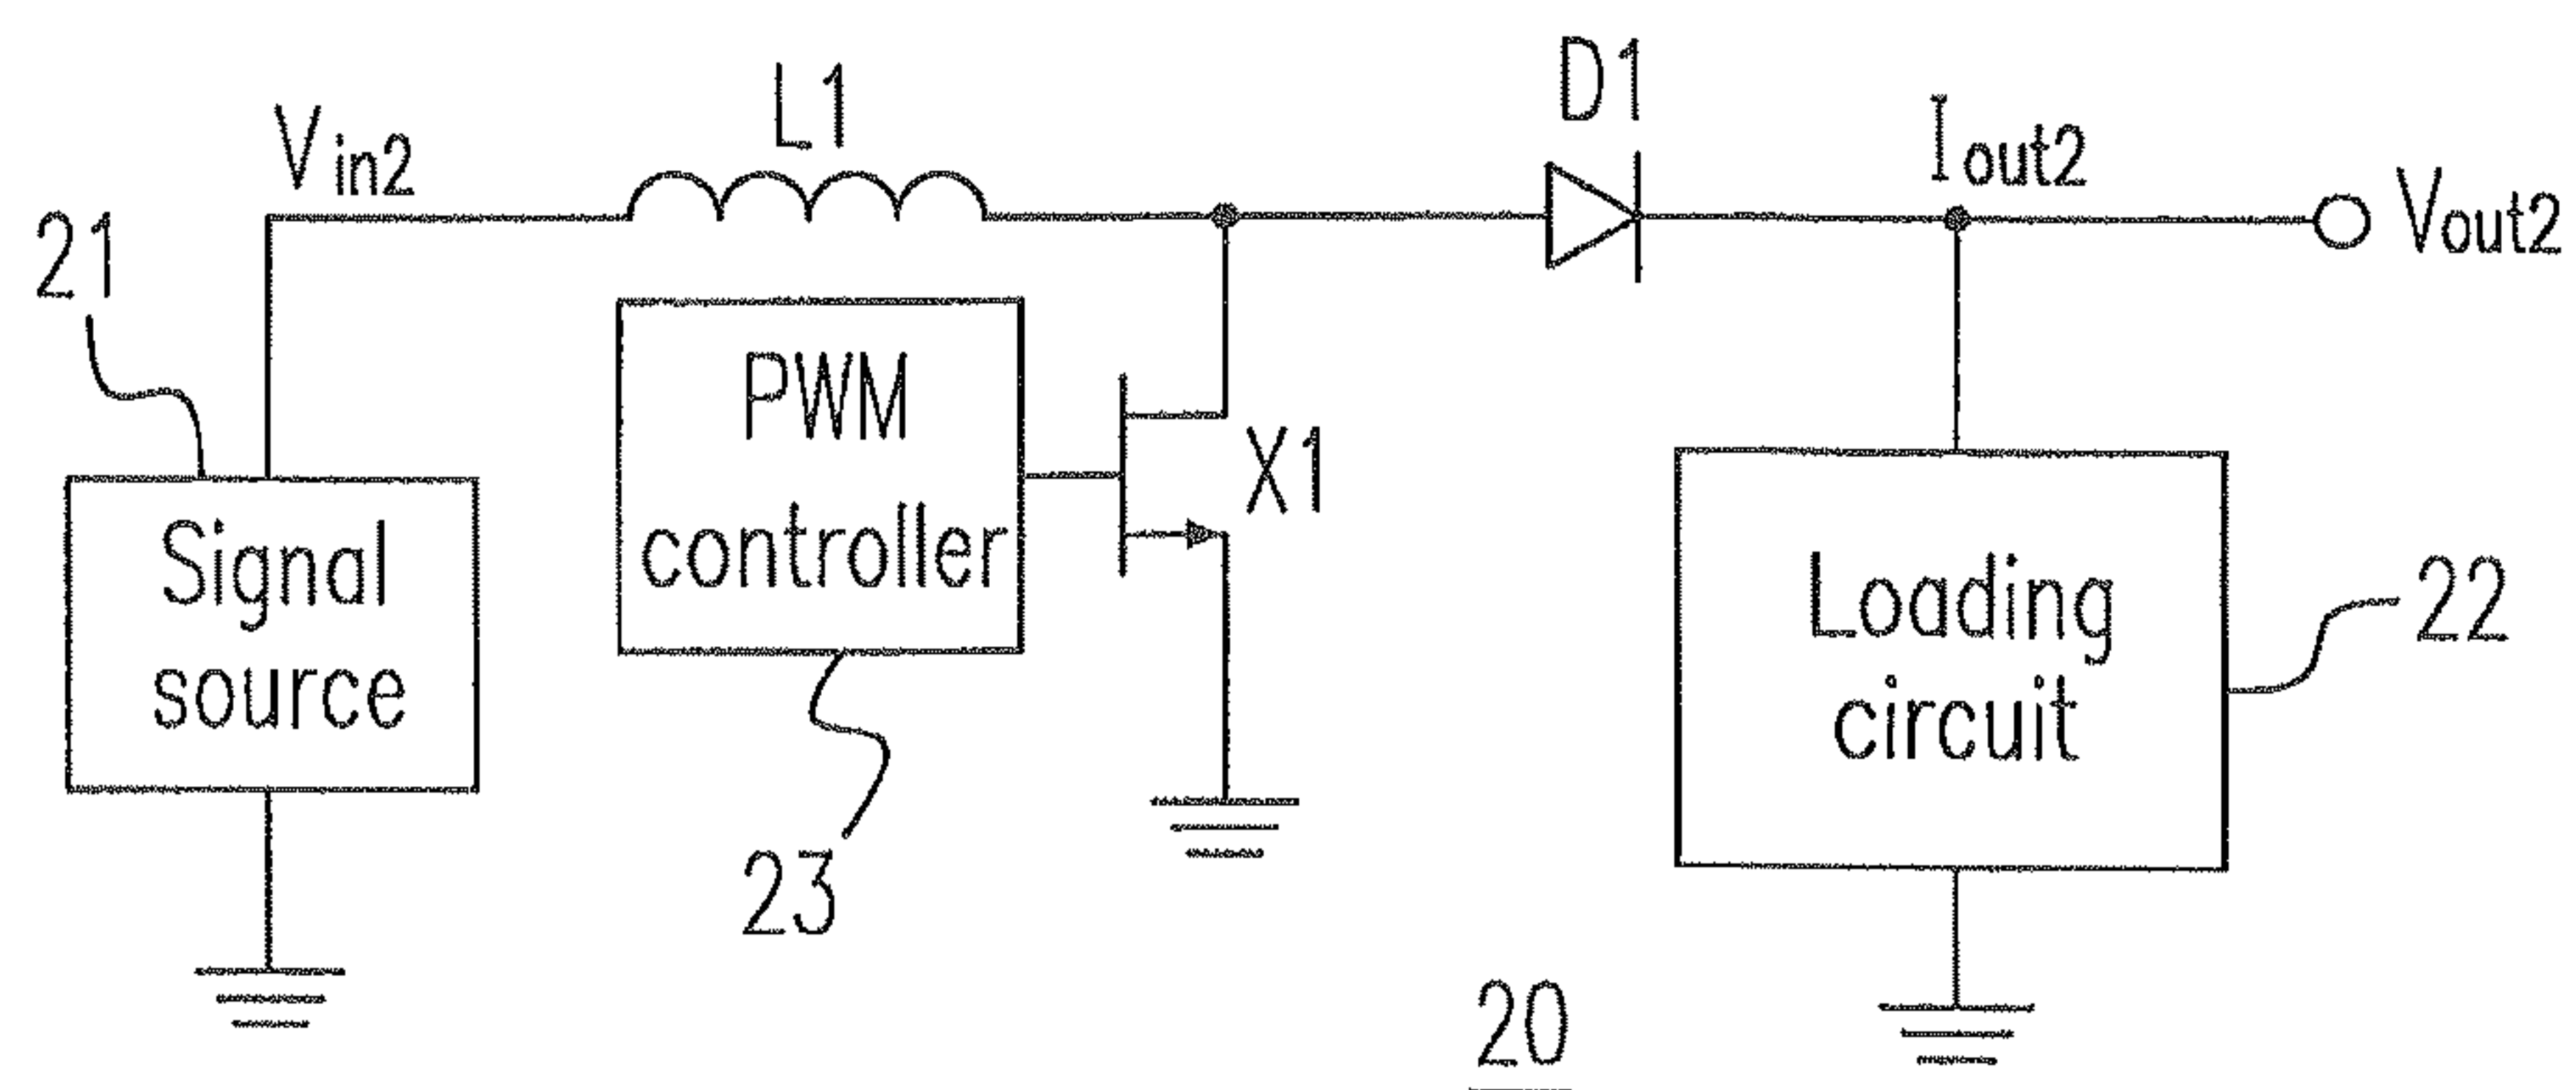 D1
L1
Vin2
Iout2
Vout2
21
PWM
controller
X1
Signal
source
Loading
circuit
22
23
20